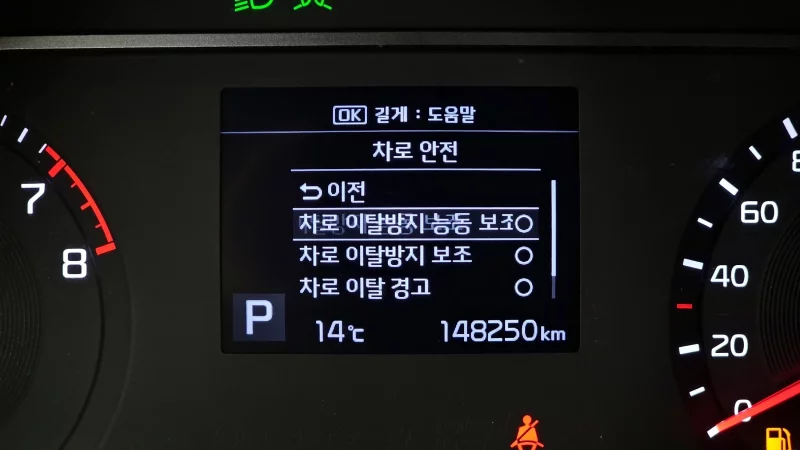 OK 길게 : 도움말
차로 안전
이전
차로 이탈방지 능동 보조
차로 이탈방지 보조
차로 이탈 경고
P
14℃
148250km
7
8
60
40
20
0